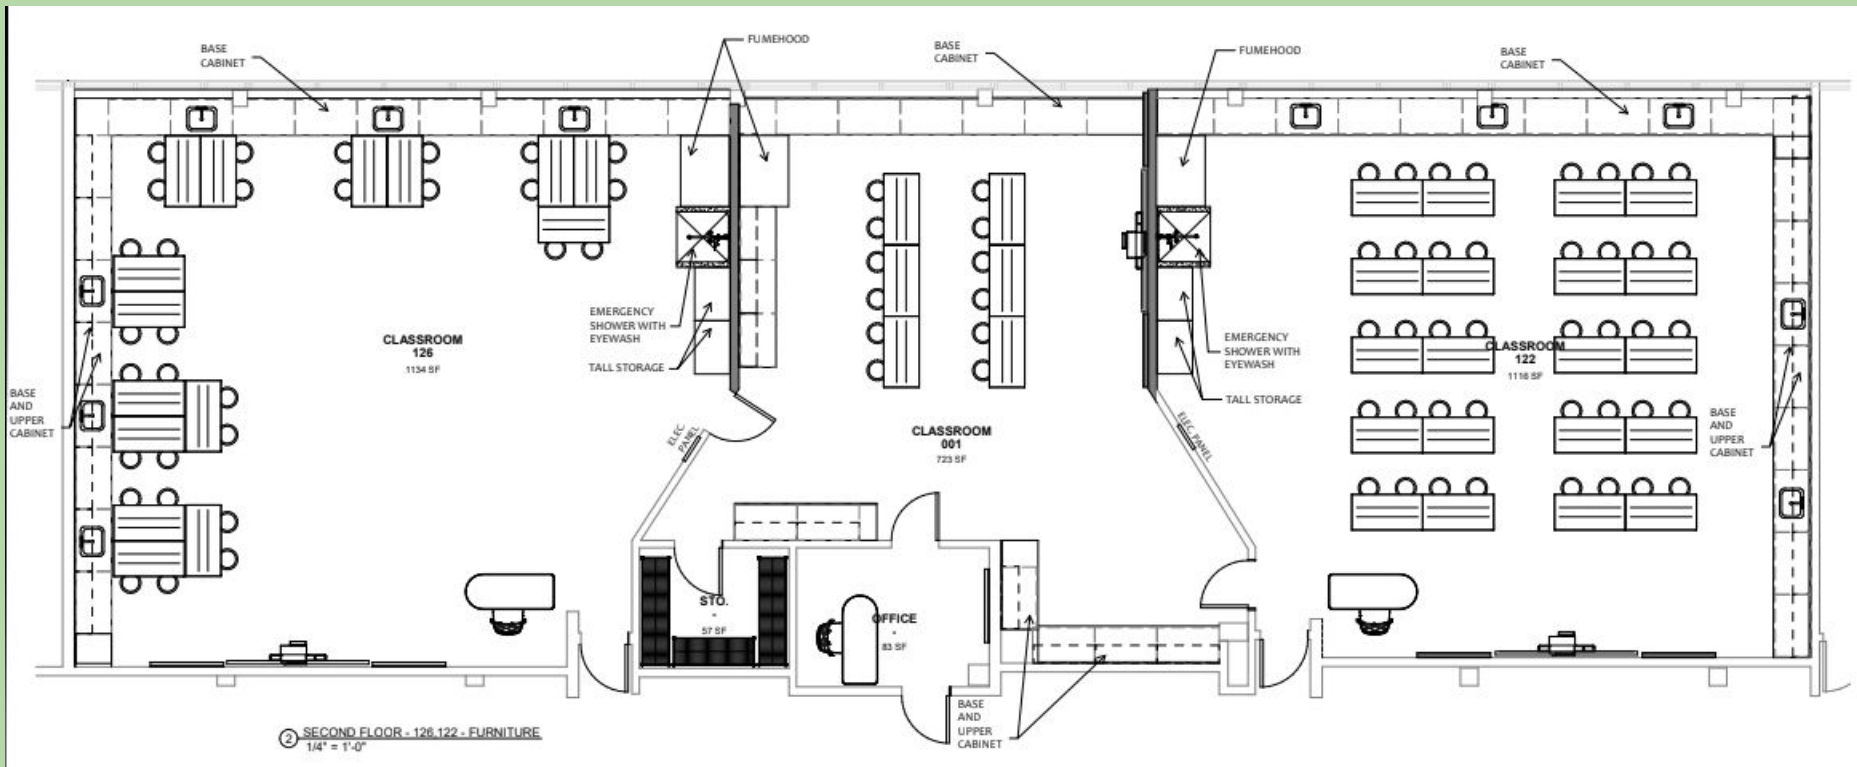 BASE
CABINET
FUMEHOOD
BASE
CABINET
FUMEHOOD
BASE
CABINET
EMERGENCY
SHOWER WITH
EYEWASH
TALL STORAGE
CLASSROOM
126
1134 SF
BASE
AND
UPPER
CABINET
ELEC.
PANEL
CLASSROOM
001
723 SF
ELEC. PANEL
EMERGENCY
SHOWER WITH
EYEWASH
TALL STORAGE
CLASSROOM
122
1116 SF
BASE
AND
UPPER
CABINET
STO.
-
57 SF
OFFICE
-
83 SF
BASE
AND
UPPER
CABINET
2 SECOND FLOOR - 126,122 - FURNITURE
1/4" = 1'-0"